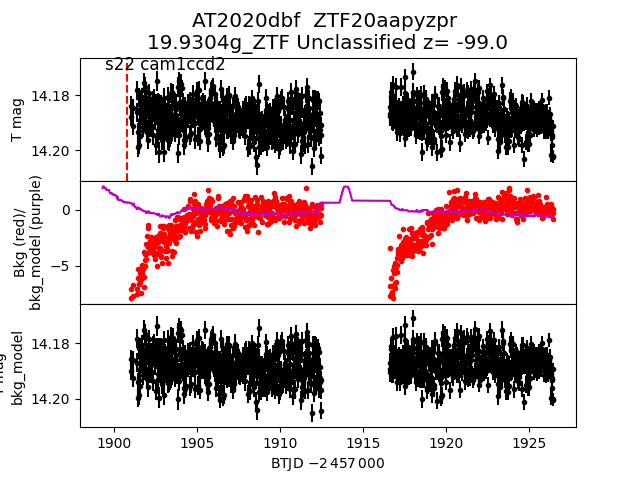 AT2020dbf  ZTF20aapyzpr
19.9304g_ZTF Unclassified z= -99.0
s22 cam1ccd2
14.18
14.20
T mag
0
−5
Bkg (red)/
bkg_model (purple)
14.18
14.20
bkg_model
1900
1905
1910
1915
1920
1925
BTJD −2 457 000